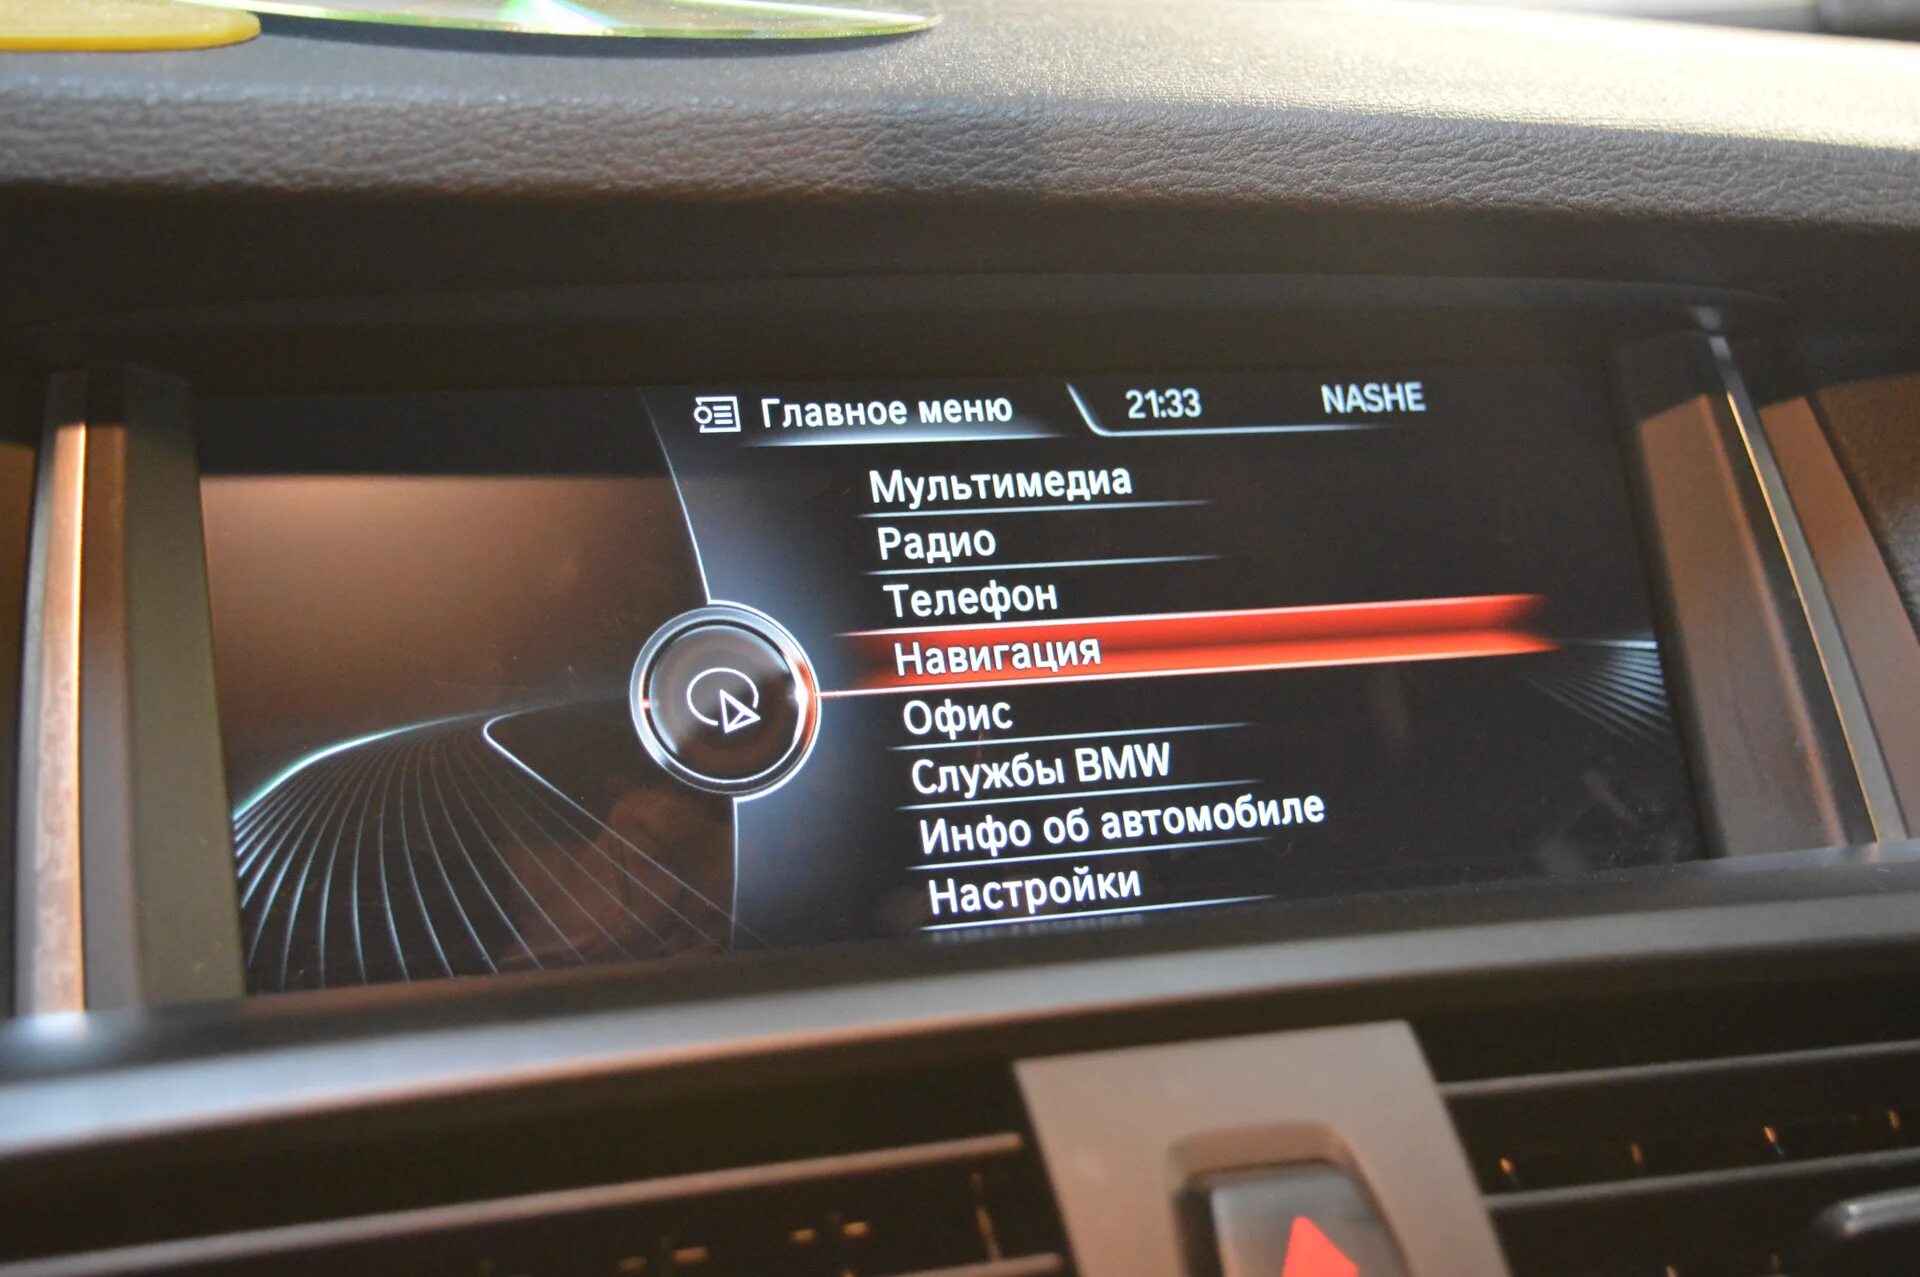 Главное меню 21:33 NASHE
Мультимедиа
Радио
Телефон
Навигация
Офис
Службы BMW
Инфо об автомобиле
Настройки